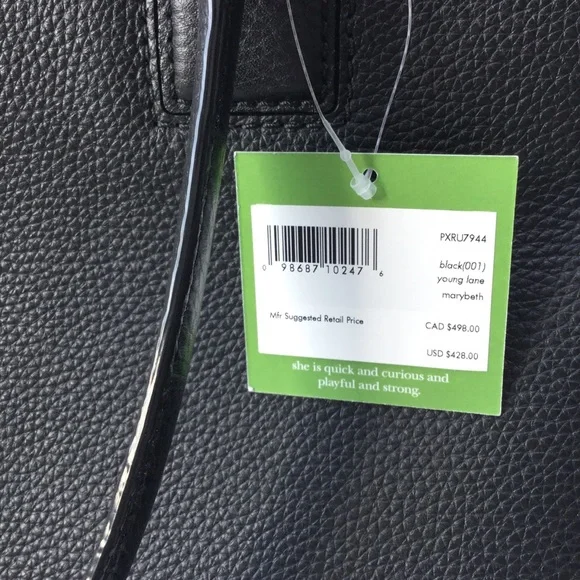 PXRU7944
0 98687 10247 6
black(001)
young lane
marybeth
Mfr Suggested Retail Price
CAD $498.00
USD $428.00
she is quick and curious and
playful and strong.